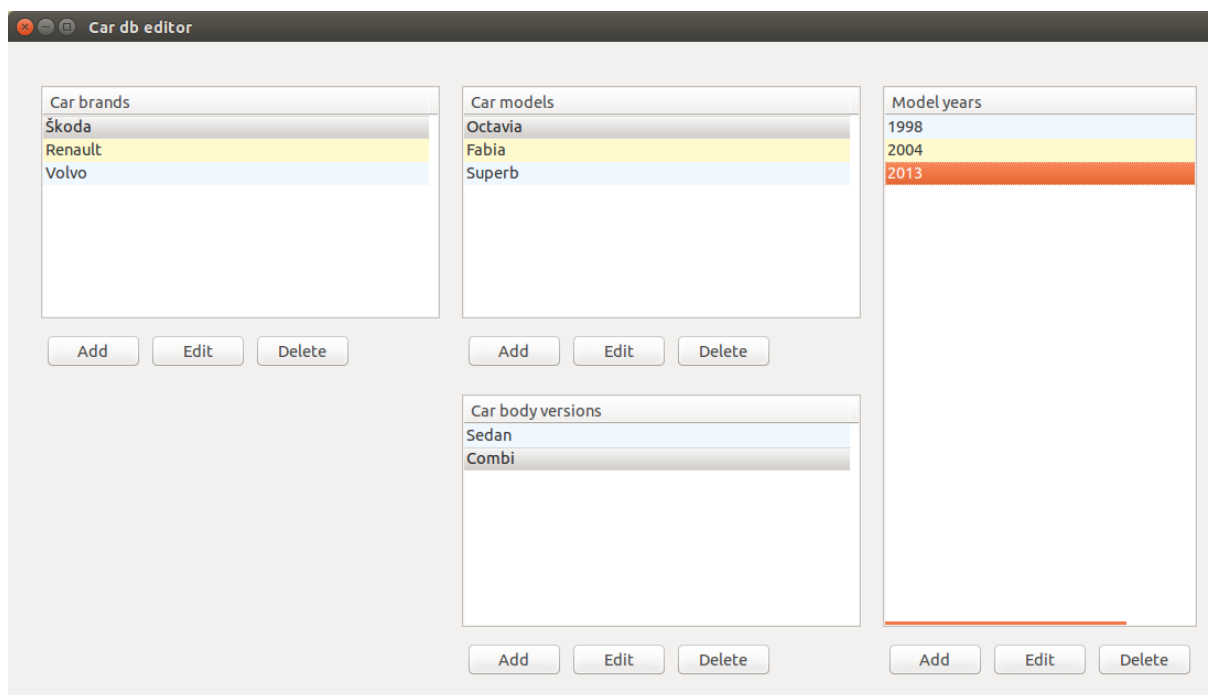 Car db editor
Car brands
Škoda
Renault
Volvo
Add Edit Delete
Car models
Octavia
Fabia
Superb
Add Edit Delete
Car body versions
Sedan
Combi
Add Edit Delete
Model years
1998
2004
2013
Add Edit Delete